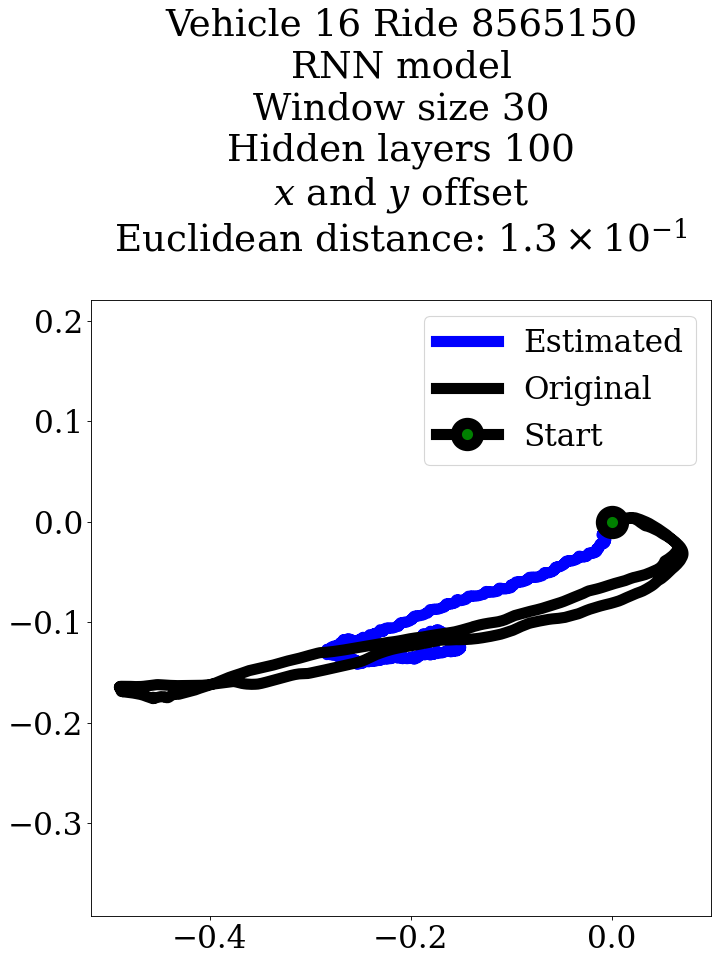 Vehicle 16 Ride 8565150
RNN model
Window size 30
Hidden layers 100
x and y offset
Euclidean distance: 1.3 × 10⁻¹
Estimated
Original
Start
0.2
0.1
0.0
−0.1
−0.2
−0.3
−0.4 −0.2 0.0